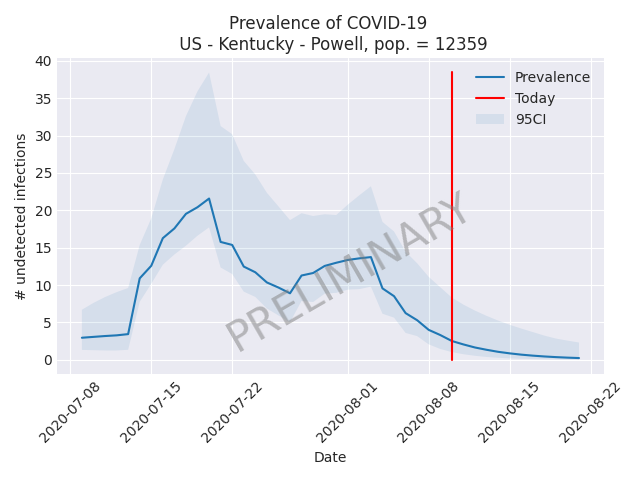 Prevalence of COVID-19
US - Kentucky - Powell, pop. = 12359
# undetected infections
40
35
30
25
20
15
10
5
0
Prevalence
Today
95CI
PRELIMINARY
2020-07-08
2020-07-15
2020-07-22
2020-08-01
2020-08-08
2020-08-15
2020-08-22
Date